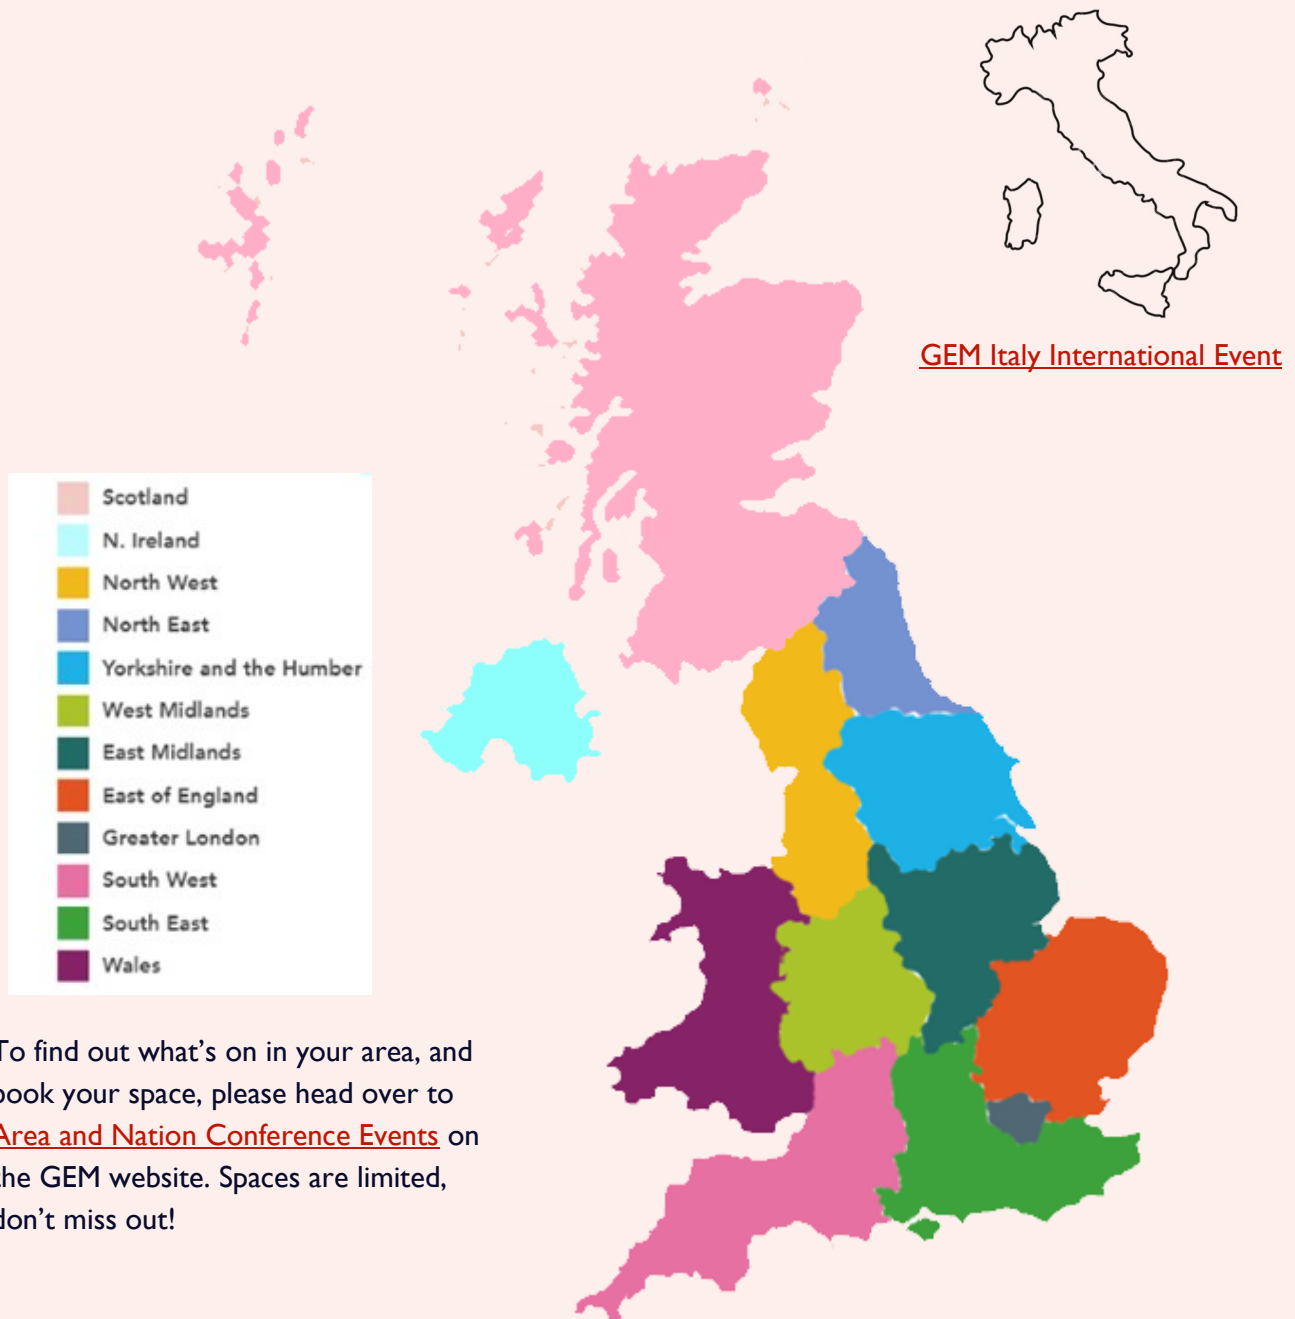 GEM Italy International Event
Scotland
N. Ireland
North West
North East
Yorkshire and the Humber
West Midlands
East Midlands
East of England
Greater London
South West
South East
Wales
To find out what's on in your area, and
book your space, please head over to
Area and Nation Conference Events on
the GEM website. Spaces are limited,
don't miss out!